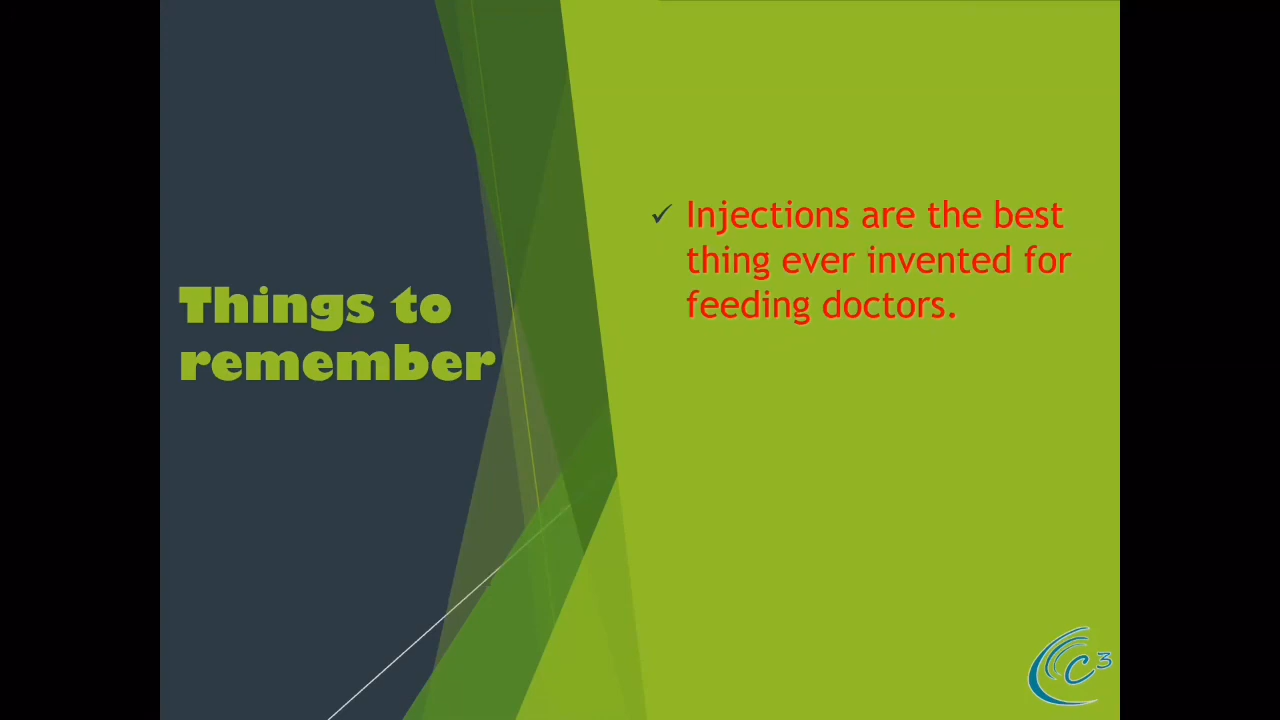 Things to
remember
✓ Injections are the best
thing ever invented for
feeding doctors.
C3